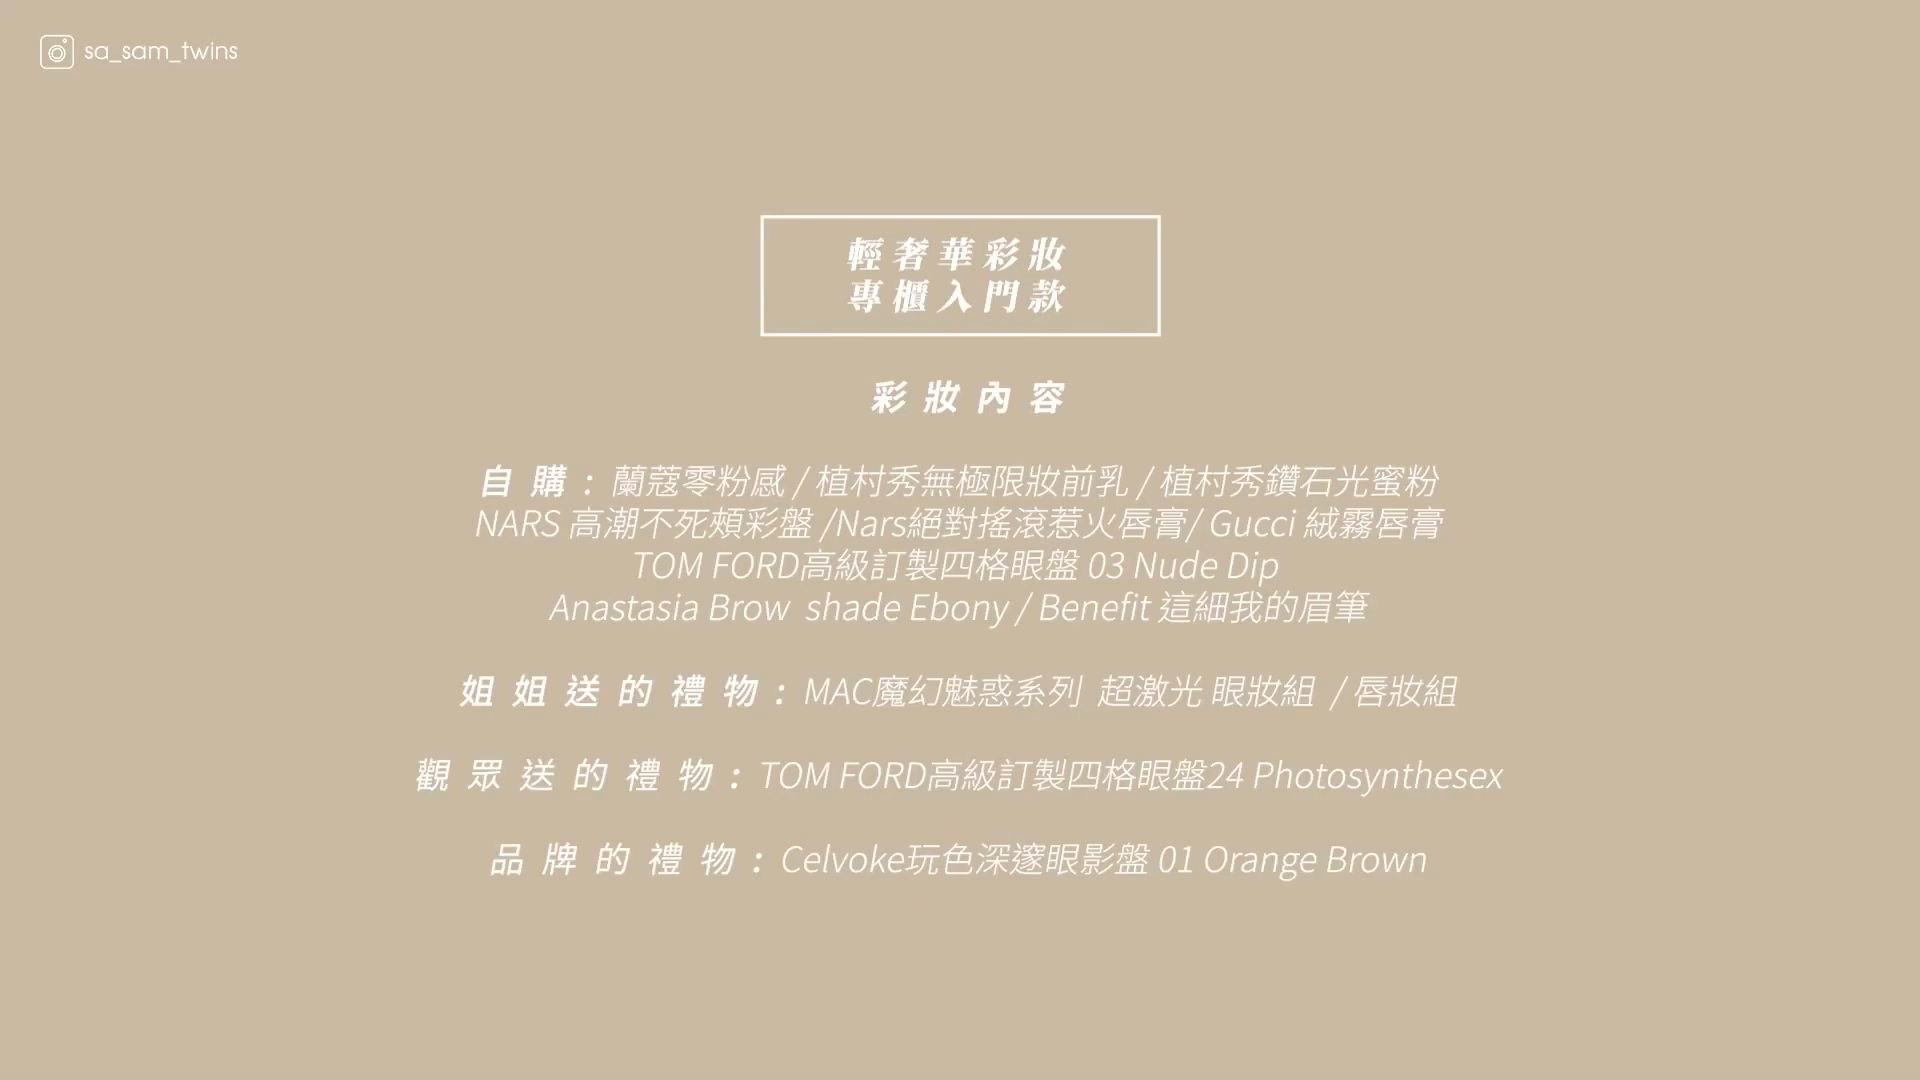 sa_sam_twins
輕奢華彩妝
專櫃入門款
彩妝內容
自購：蘭蔻零粉感 / 植村秀無極限妝前乳 / 植村秀鑽石光蜜粉
NARS 高潮不死頰彩盤 /Nars絕對搖滾惹火唇膏/ Gucci 絨霧唇膏
TOM FORD高級訂製四格眼盤 03 Nude Dip
Anastasia Brow  shade Ebony / Benefit 這細我的眉筆
姐姐送的禮物：MAC魔幻魅惑系列  超激光 眼妝組  / 唇妝組
觀眾送的禮物：TOM FORD高級訂製四格眼盤24 Photosynthesex
品牌的禮物：Celvoke玩色深邃眼影盤 01 Orange Brown